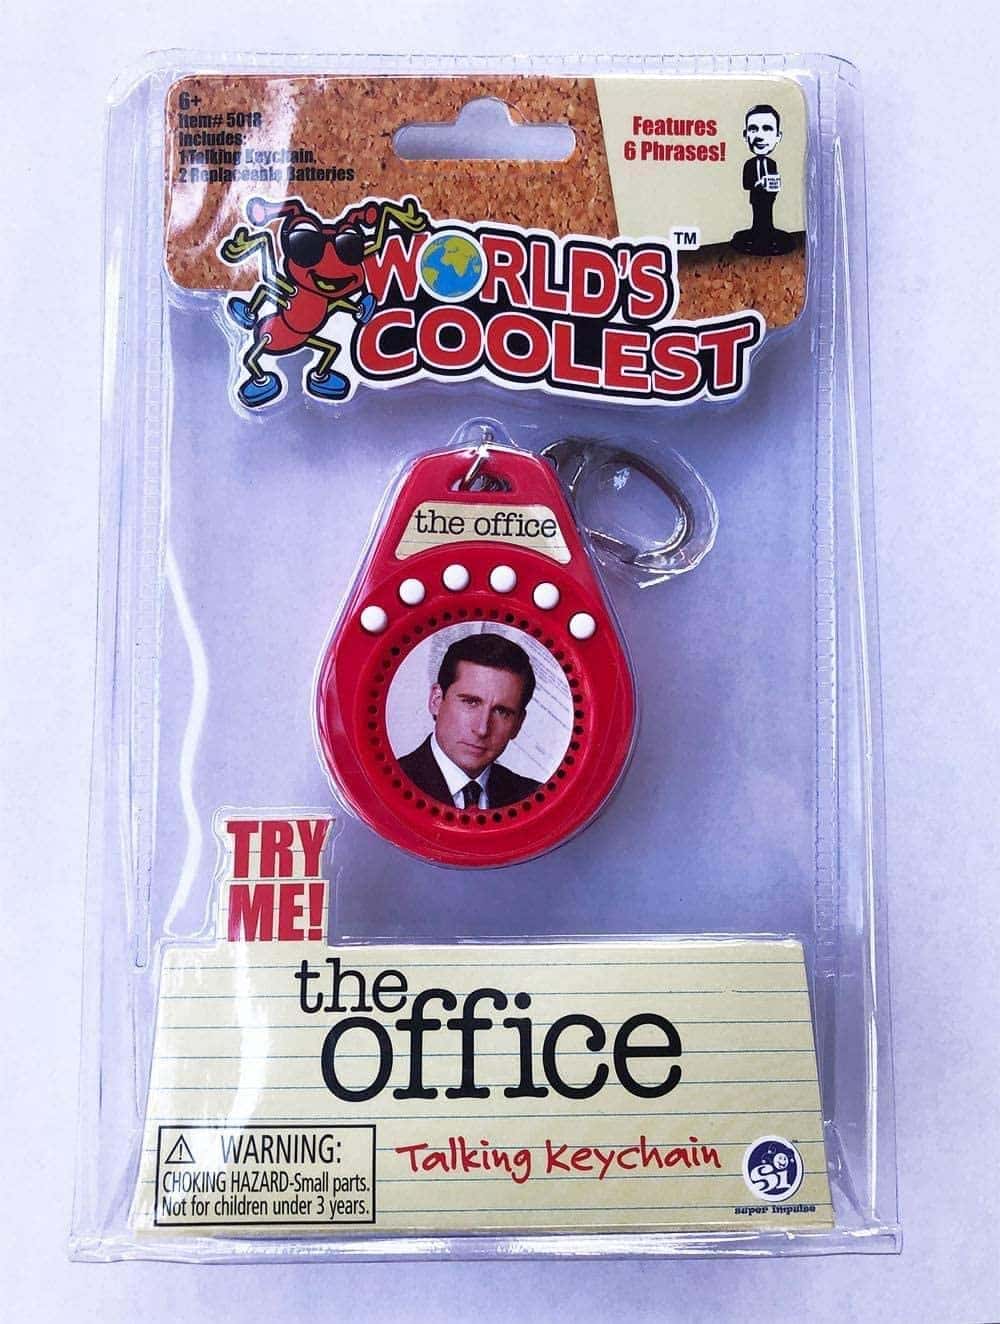 6+
Item# 5018
Includes:
1 Talking Keychain,
2 Replaceable Batteries
Features
6 Phrases!
WORLD'S
TM
COOLEST
the office
TRY
ME!
the
office
⚠ WARNING:
CHOKING HAZARD-Small parts.
Not for children under 3 years.
Talking Keychain
Si
super impulse